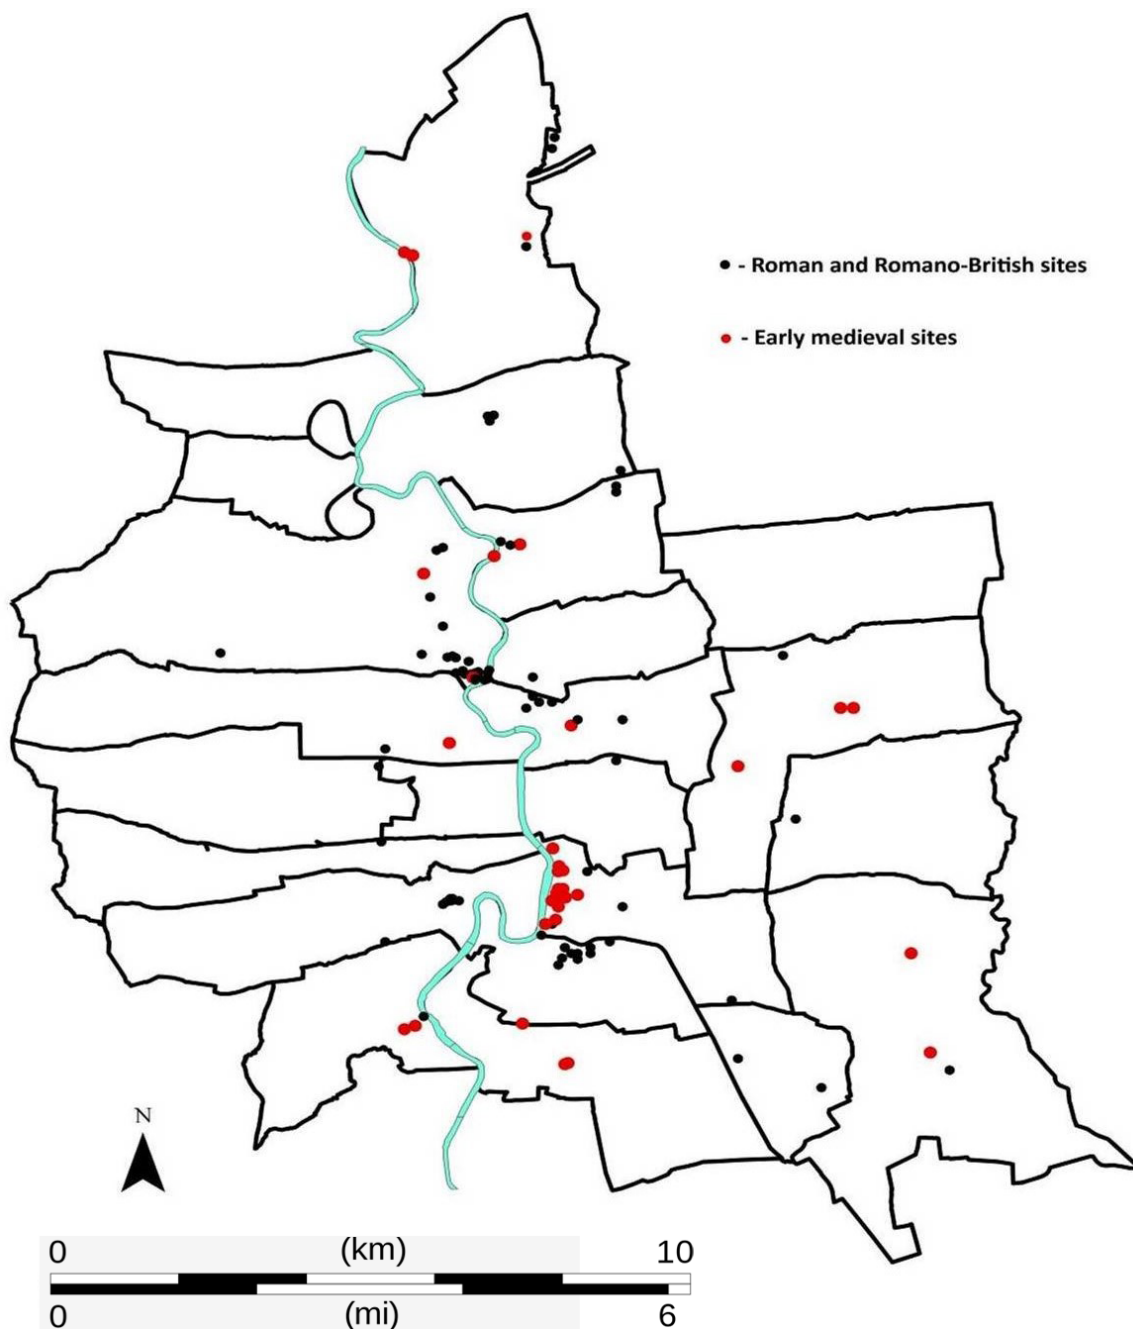 - Roman and Romano-British sites
- Early medieval sites
N
0 (km) 10
0 (mi) 6